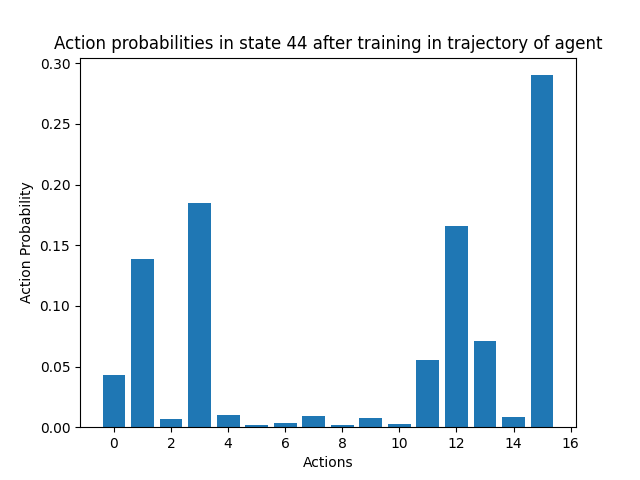 Action probabilities in state 44 after training in trajectory of agent
0.30
0.25
0.20
0.15
0.10
0.05
0.00
Action Probability
0 2 4 6 8 10 12 14 16
Actions